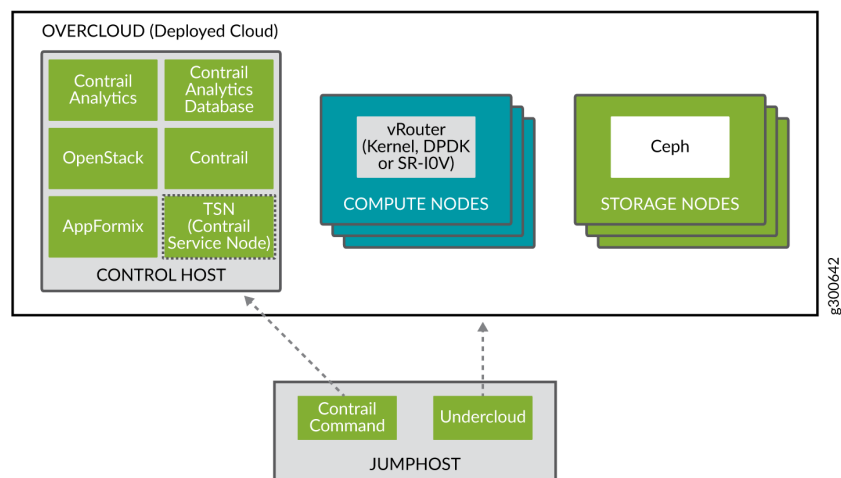 OVERCLOUD (Deployed Cloud)
Contrail
Analytics
Contrail
Analytics
Database
OpenStack
Contrail
AppFormix
TSN
(Contrail
Service Node)
CONTROL HOST
vRouter
(Kernel, DPDK
or SR-I0V)
COMPUTE NODES
Ceph
STORAGE NODES
g300642
Contrail
Command
Undercloud
JUMPHOST